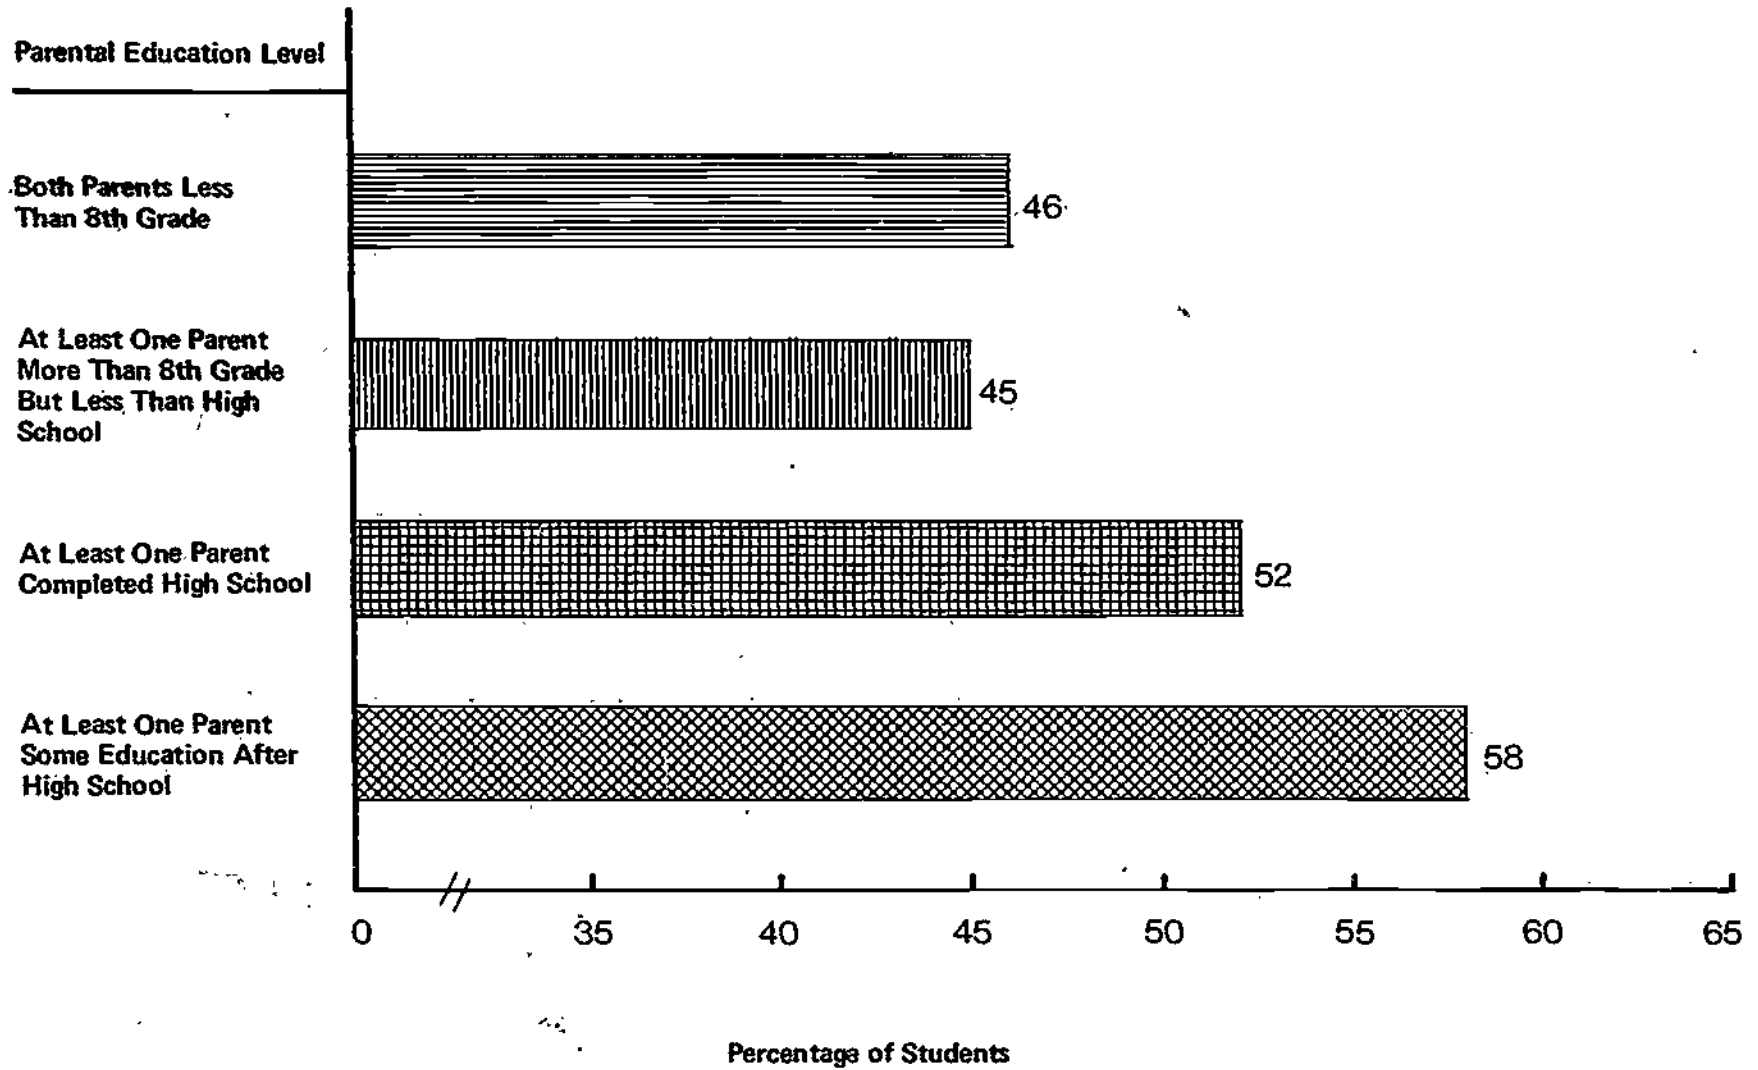 Parental Education Level
Both Parents Less
Than 8th Grade
46
At Least One Parent
More Than 8th Grade
But Less Than High
School
45
At Least One Parent
Completed High School
52
At Least One Parent
Some Education After
High School
58
0 35 40 45 50 55 60 65
Percentage of Students